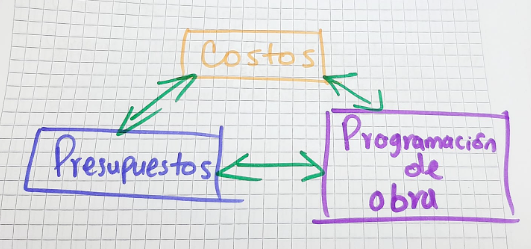 Costos
Presupuestos
Programación
de
obra